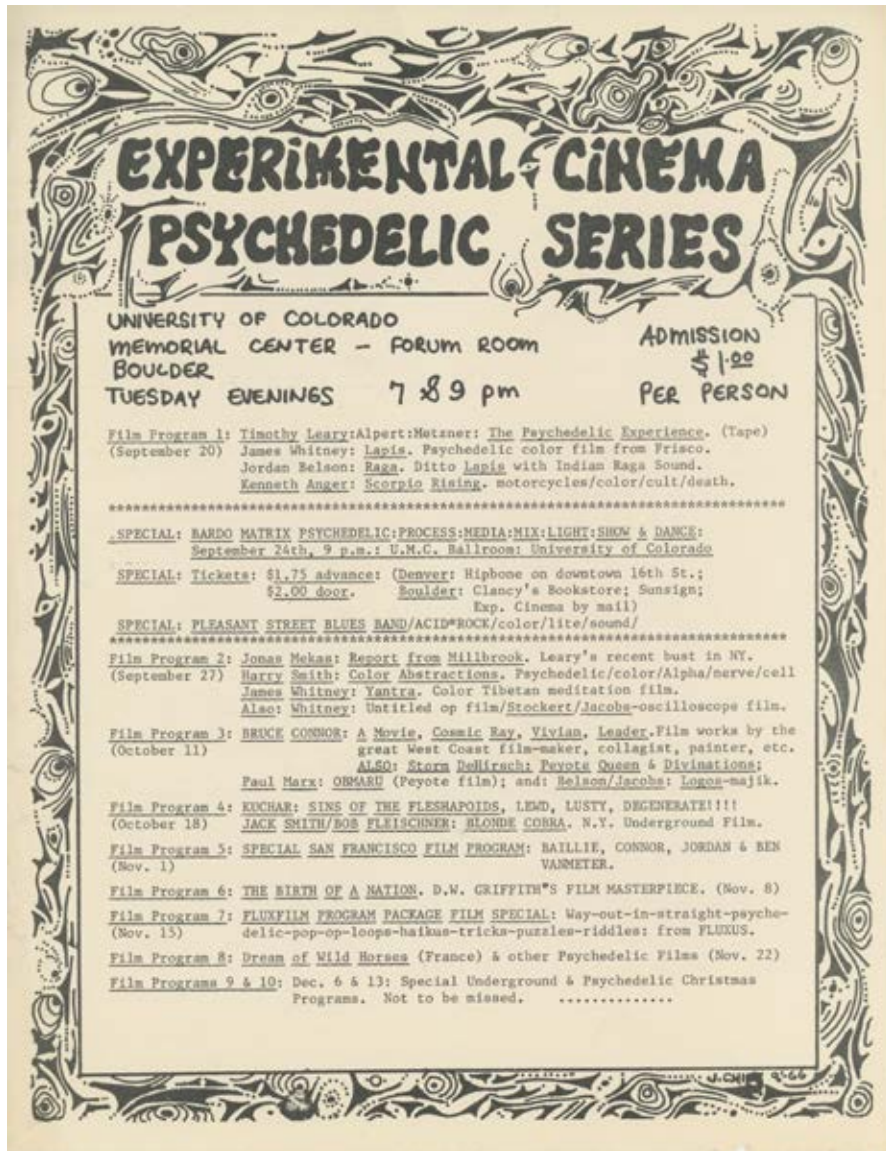 EXPERiMENTAL CiNEMA
PSYCHEDELIC SERIES
UNIVERSITY OF COLORADO
MEMORIAL CENTER - FORUM ROOM
BOULDER
TUESDAY EVENINGS 7 & 9 pm
ADMISSION
$1.00
PER PERSON
Film Program 1: Timothy Leary:Alpert:Metzner: The Psychedelic Experience. (Tape)
(September 20) James Whitney: Lapis. Psychedelic color film from Frisco.
Jordan Belson: Raga. Ditto Lapis with Indian Raga Sound.
Kenneth Anger: Scorpio Rising. motorcycles/color/cult/death.
.SPECIAL: BARDO MATRIX PSYCHEDELIC:PROCESS:MEDIA:MIX:LIGHT:SHOW & DANCE:
September 24th, 9 p.m.: U.M.C. Ballroom: University of Colorado
SPECIAL: Tickets: $1.75 advance: (Denver: Hipbone on downtown 16th St.;
$2.00 door. Boulder: Clancy's Bookstore; Sunsign;
Exp. Cinema by mail)
SPECIAL: PLEASANT STREET BLUES BAND/ACID*ROCK/color/lite/sound/
Film Program 2: Jonas Mekas: Report from Millbrook. Leary's recent bust in NY.
(September 27) Harry Smith: Color Abstractions. Psychedelic/color/Alpha/nerve/cell
James Whitney: Yantra. Color Tibetan meditation film.
Also: Whitney: Untitled op film/Stockert/Jacobs-oscilloscope film.
Film Program 3: BRUCE CONNOR: A Movie, Cosmic Ray, Vivian, Leader.Film works by the
(October 11) great West Coast film-maker, collagist, painter, etc.
ALSO: Storm DeHirsch: Peyote Queen & Divinations;
Paul Marx: OBMARU (Peyote film); and: Belson/Jacobs: Logos-majik.
Film Program 4: KUCHAR: SINS OF THE FLESHAPOIDS, LEWD, LUSTY, DEGENERATE!!!!
(October 18) JACK SMITH/BOB FLEISCHNER: BLONDE COBRA. N.Y. Underground Film.
Film Program 5: SPECIAL SAN FRANCISCO FILM PROGRAM: BAILLIE, CONNOR, JORDAN & BEN
(Nov. 1) VANMETER.
Film Program 6: THE BIRTH OF A NATION. D.W. GRIFFITH"S FILM MASTERPIECE. (Nov. 8)
Film Program 7: FLUXFILM PROGRAM PACKAGE FILM SPECIAL: Way-out-in-straight-psyche-
(Nov. 15) delic-pop-op-loops-haikus-tricks-puzzles-riddles: from FLUXUS.
Film Program 8: Dream of Wild Horses (France) & other Psychedelic Films (Nov. 22)
Film Programs 9 & 10: Dec. 6 & 13: Special Underground & Psychedelic Christmas
Programs. Not to be missed. ..............